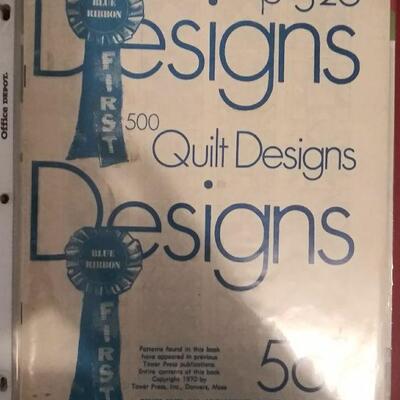 Office DEPOT.
BLUE
RIBBON
FIRST
Designs
500
Quilt Designs
Designs
BLUE
RIBBON
FIRST
Patterns found in this book
have appeared in previous
Tower Press publications
Entire contents of this book
Copyright 1970 by
Tower Press, Inc., Danvers, Mass